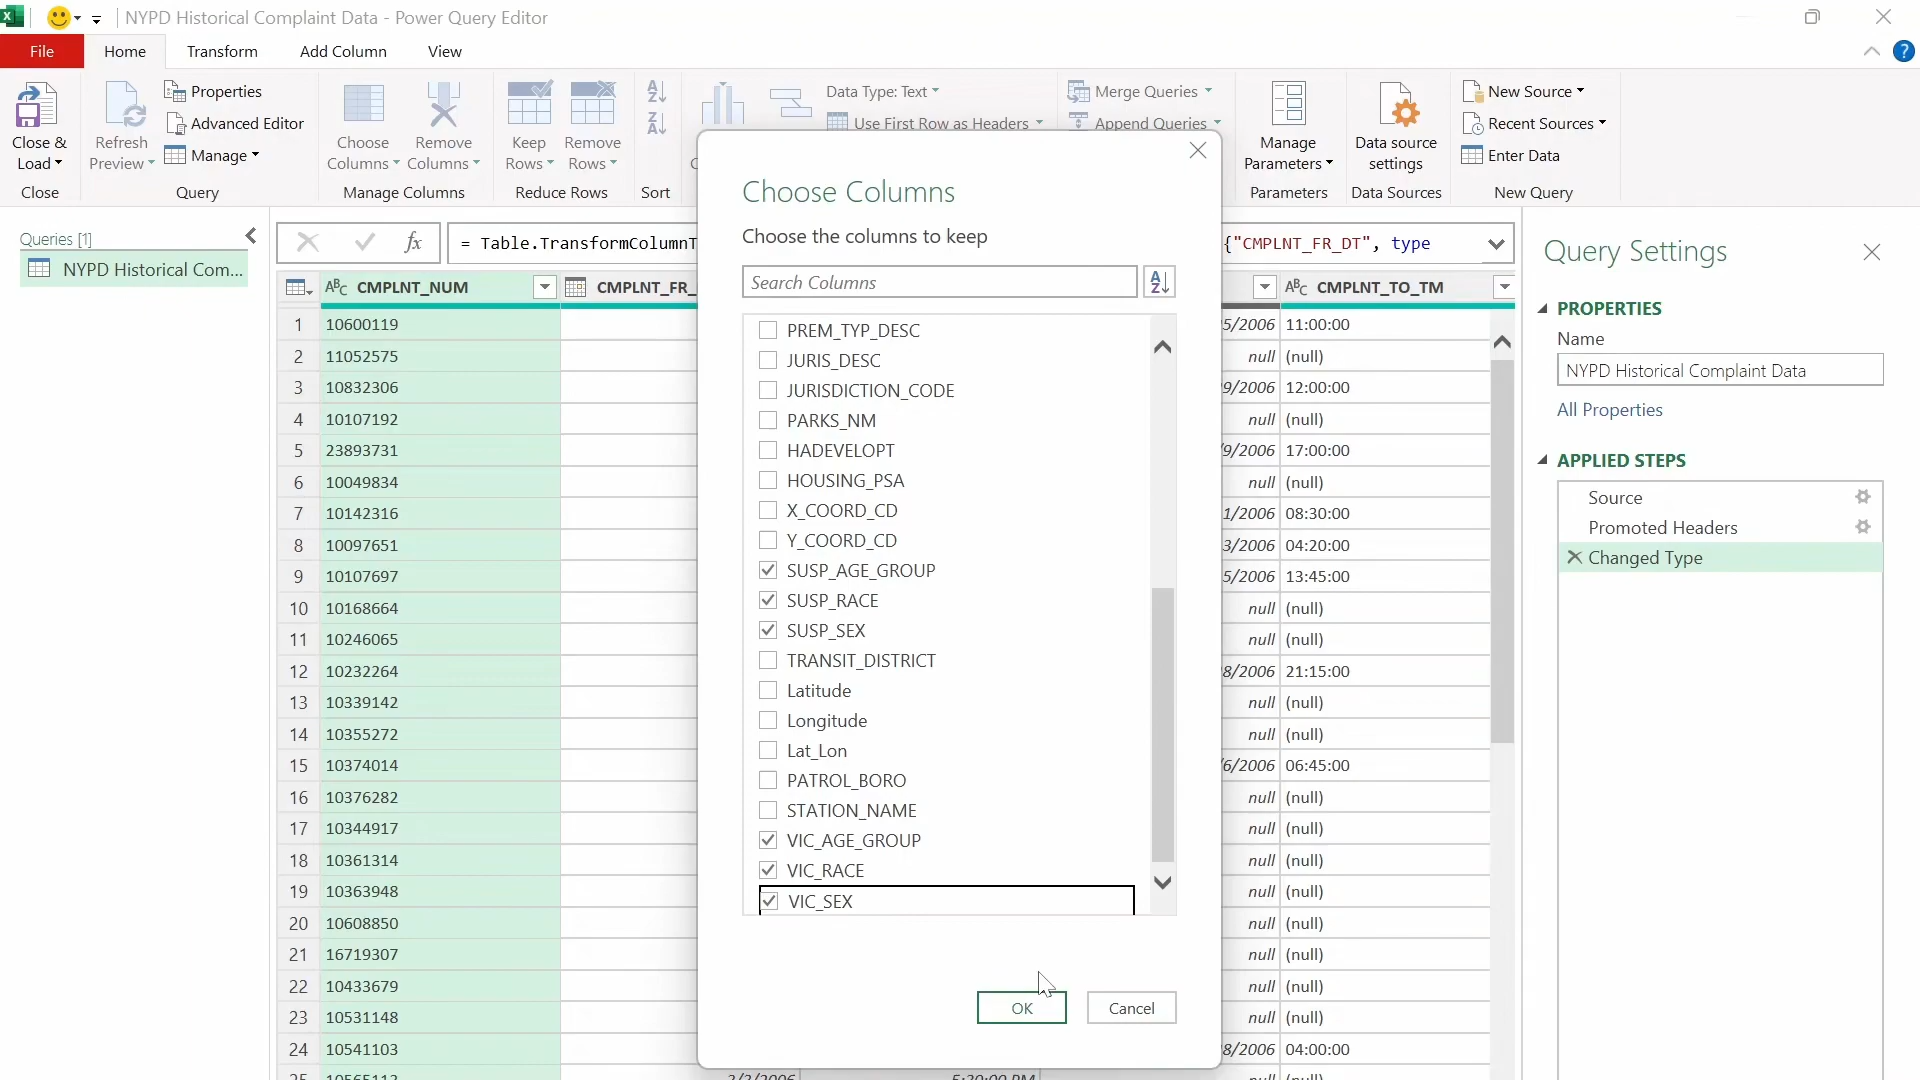 NYPD Historical Complaint Data - Power Query Editor
File
Home
Transform
Add Column
View
Close &
Load
Close
Refresh
Preview
Properties
Advanced Editor
Manage
Query
Choose
Columns
Remove
Columns
Manage Columns
Keep
Rows
Remove
Rows
Reduce Rows
Sort
Data Type: Text
Use First Row as Headers
Merge Queries
Append Queries
Manage
Parameters
Parameters
Data source
settings
Data Sources
New Source
Recent Sources
Enter Data
New Query
Queries [1]
NYPD Historical Com...
fx
= Table.TransformColumnT
{"CMPLNT_FR_DT", type
CMPLNT_NUM
CMPLNT_FR_
CMPLNT_TO_TM
1 10600119 5/2006 11:00:00
2 11052575 null (null)
3 10832306 9/2006 12:00:00
4 10107192 null (null)
5 23893731 /9/2006 17:00:00
6 10049834 null (null)
7 10142316 1/2006 08:30:00
8 10097651 3/2006 04:20:00
9 10107697 5/2006 13:45:00
10 10168664 null (null)
11 10246065 null (null)
12 10232264 8/2006 21:15:00
13 10339142 null (null)
14 10355272 null (null)
15 10374014 /6/2006 06:45:00
16 10376282 null (null)
17 10344917 null (null)
18 10361314 null (null)
19 10363948 null (null)
20 10608850 null (null)
21 16719307 null (null)
22 10433679 null (null)
23 10531148 null (null)
24 10541103 8/2006 04:00:00
Choose Columns
Choose the columns to keep
Search Columns
PREM_TYP_DESC
JURIS_DESC
JURISDICTION_CODE
PARKS_NM
HADEVELOPT
HOUSING_PSA
X_COORD_CD
Y_COORD_CD
SUSP_AGE_GROUP
SUSP_RACE
SUSP_SEX
TRANSIT_DISTRICT
Latitude
Longitude
Lat_Lon
PATROL_BORO
STATION_NAME
VIC_AGE_GROUP
VIC_RACE
VIC_SEX
OK
Cancel
Query Settings
PROPERTIES
Name
NYPD Historical Complaint Data
All Properties
APPLIED STEPS
Source
Promoted Headers
Changed Type